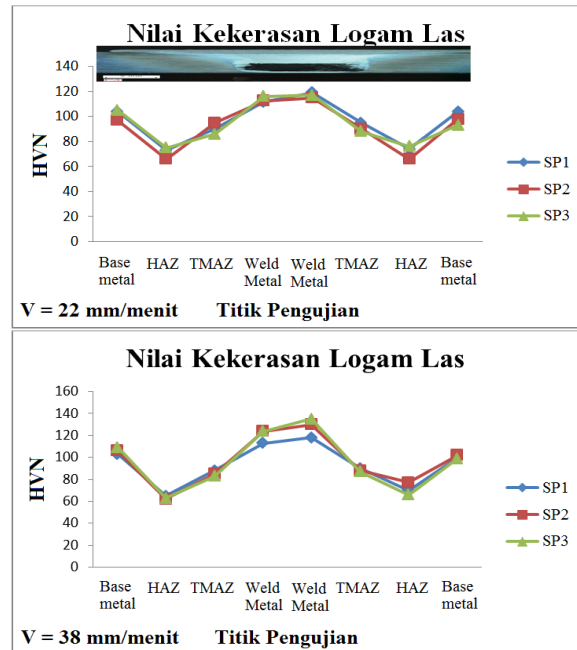 Nilai Kekerasan Logam Las
140
120
100
80
60
40
20
0
HVN
Base metal
HAZ
TMAZ
Weld Metal
Weld Metal
TMAZ
HAZ
Base metal
SP1
SP2
SP3
V = 22 mm/menit Titik Pengujian
Nilai Kekerasan Logam Las
160
140
120
100
80
60
40
20
0
HVN
Base metal
HAZ
TMAZ
Weld Metal
Weld Metal
TMAZ
HAZ
Base metal
SP1
SP2
SP3
V = 38 mm/menit Titik Pengujian